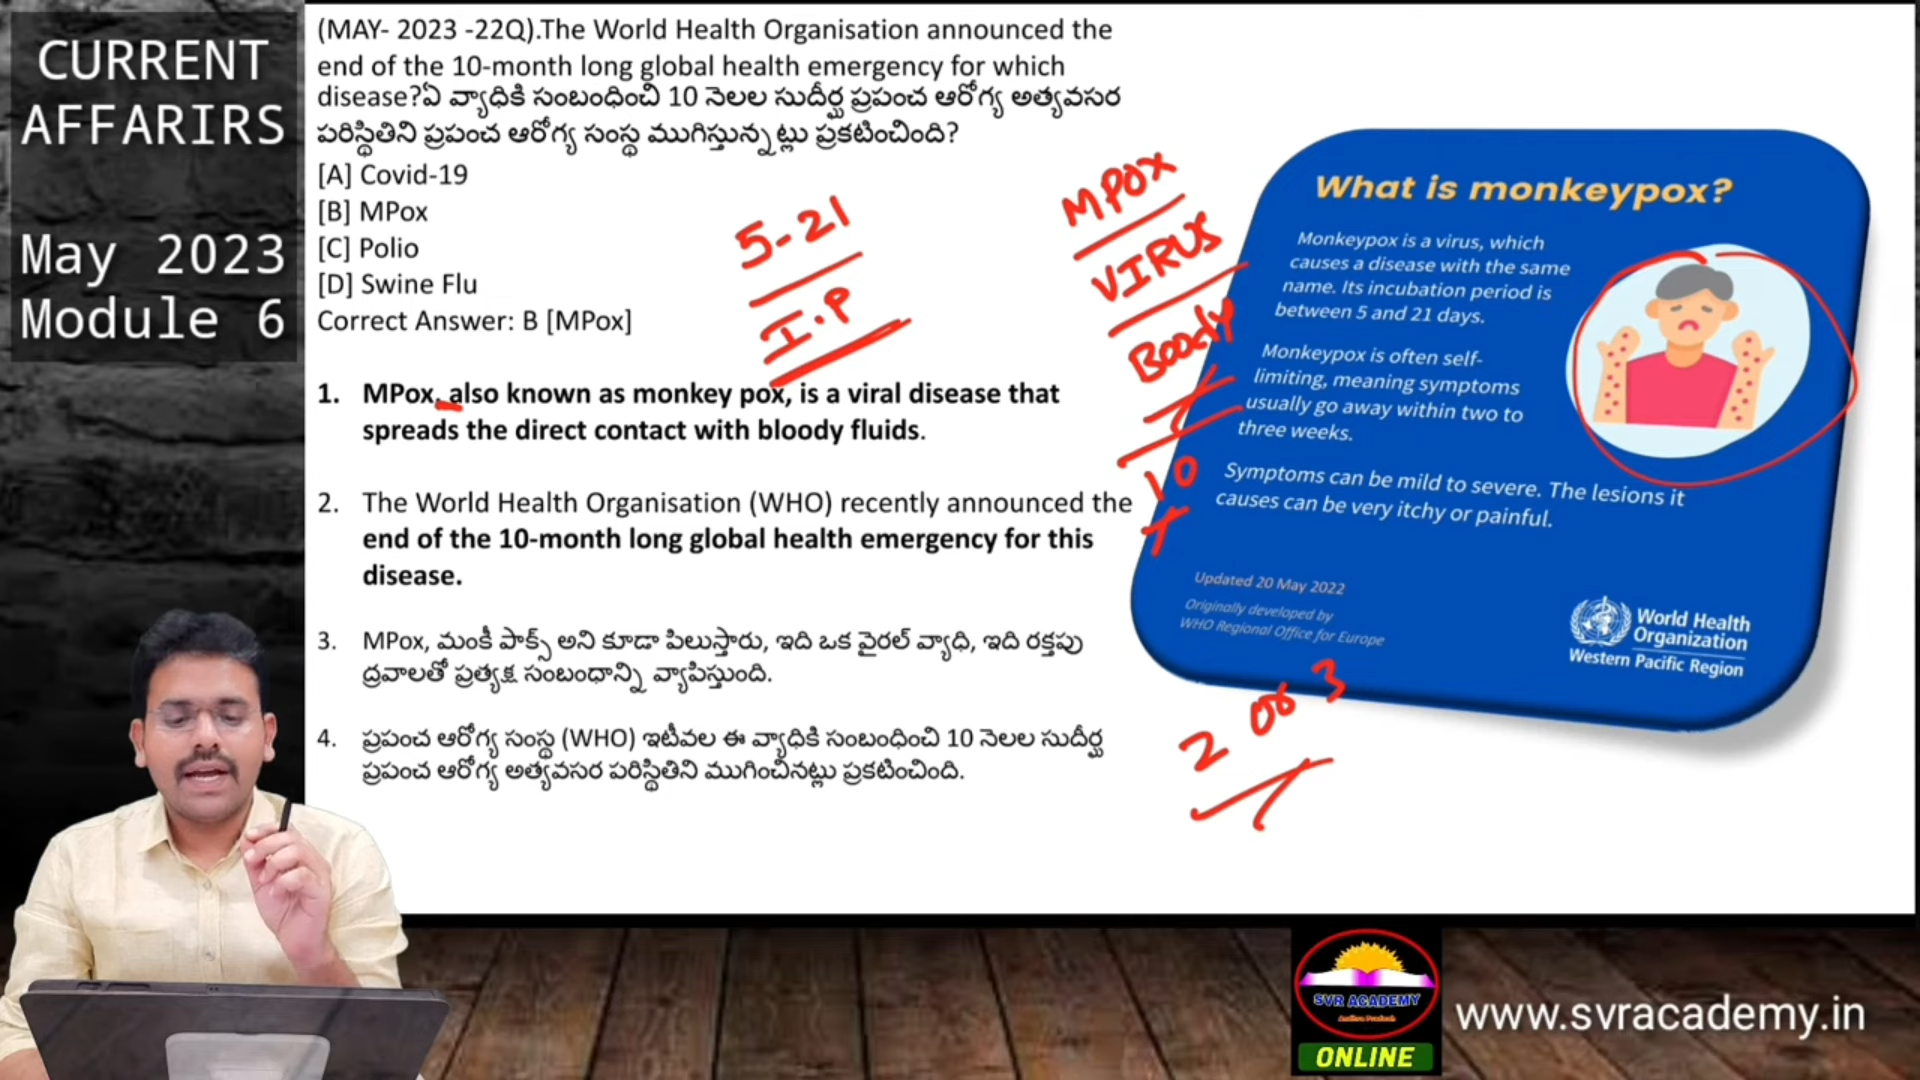 CURRENT
AFFARIRS
May 2023
Module 6
(MAY- 2023 -22Q).The World Health Organisation announced the
end of the 10-month long global health emergency for which
disease?ఏ వ్యాధికి సంబంధించి 10 నెలల సుదీర్ఘ ప్రపంచ ఆరోగ్య అత్యవసర
పరిస్థితిని ప్రపంచ ఆరోగ్య సంస్థ ముగిస్తున్నట్లు ప్రకటించింది?
[A] Covid-19
[B] MPox
[C] Polio
[D] Swine Flu
Correct Answer: B [MPox]
1. MPox, also known as monkey pox, is a viral disease that
spreads the direct contact with bloody fluids.
2. The World Health Organisation (WHO) recently announced the
end of the 10-month long global health emergency for this
disease.
3. MPox, మంకీ పాక్స్ అని కూడా పిలుస్తారు, ఇది ఒక వైరల్ వ్యాధి, ఇది రక్తపు
ద్రవాలతో ప్రత్యక్ష సంబంధాన్ని వ్యాపిస్తుంది.
4. ప్రపంచ ఆరోగ్య సంస్థ (WHO) ఇటీవల ఈ వ్యాధికి సంబంధించి 10 నెలల సుదీర్ఘ
ప్రపంచ ఆరోగ్య అత్యవసర పరిస్థితిని ముగించినట్లు ప్రకటించింది.
5-21
I.P
MPOX
VIRUS
10
2 or 3
What is monkeypox?
Monkeypox is a virus, which
causes a disease with the same
name. Its incubation period is
between 5 and 21 days.
Monkeypox is often self-
limiting, meaning symptoms
usually go away within two to
three weeks.
Symptoms can be mild to severe. The lesions it
causes can be very itchy or painful.
Updated 20 May 2022
Originally developed by
WHO Regional Office for Europe
World Health
Organization
Western Pacific Region
SVR ACADEMY
Andhra Pradesh
ONLINE
www.svracademy.in